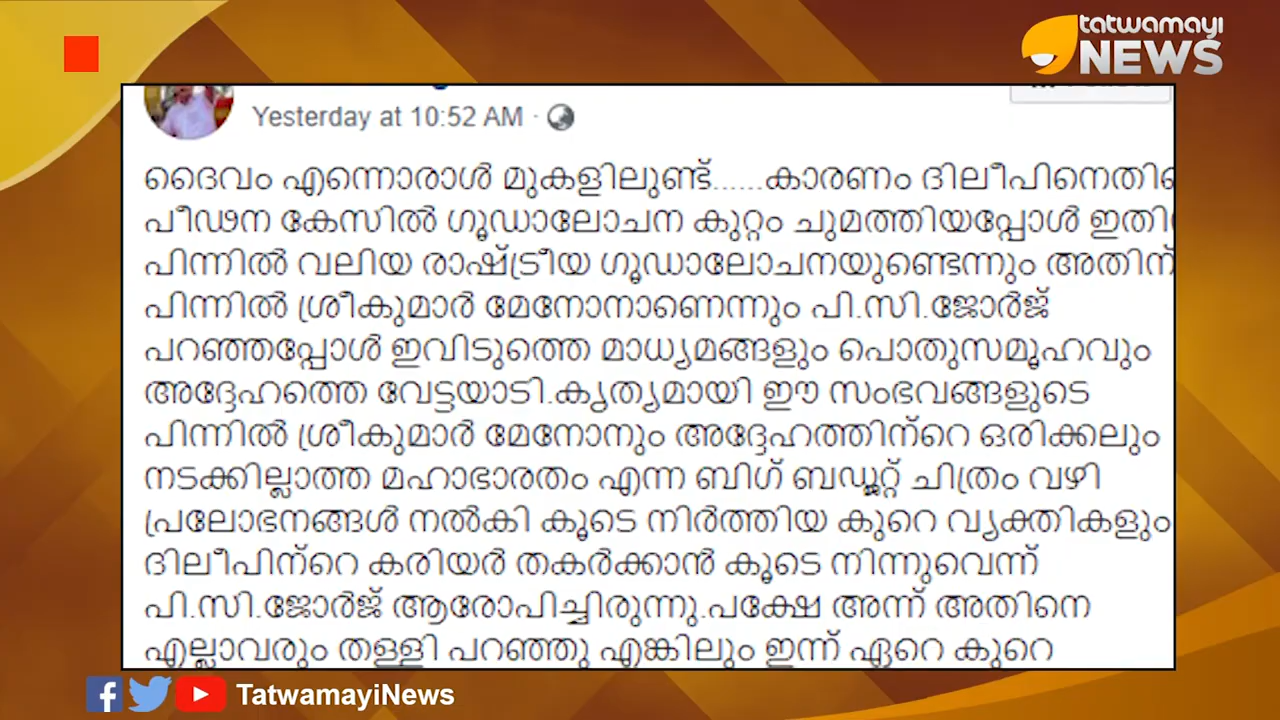 tatwamayi
NEWS
Yesterday at 10:52 AM ·
ദൈവം എന്നൊരാൾ മുകളിലുണ്ട്......കാരണം
പീഢന കേസിൽ ഗൂഡാലോചന കുറ്റം ചുമത്തിയപ്പോൾ
പിന്നിൽ വലിയ രാഷ്ട്രീയ ഗൂഡാലോചനയുണ്ടെന്നും അതിന്
പിന്നിൽ ശ്രീകുമാർ മേനോനാണെന്നും പി.സി.ജോർജ്
പറഞ്ഞപ്പോൾ ഇവിടുത്തെ മാധ്യമങ്ങളും പൊതുസമൂഹവും
അദ്ദേഹത്തെ വേട്ടയാടി.കൃത്യമായി ഈ സംഭവങ്ങളുടെ
പിന്നിൽ ശ്രീകുമാർ മേനോനും അദ്ദേഹത്തിന്റെ ഒരിക്കലും
നടക്കില്ലാത്ത മഹാഭാരതം എന്ന ബിഗ് ബഡ്ജറ്റ് ചിത്രം വഴി
പ്രലോഭനങ്ങൾ നൽകി കൂടെ നിർത്തിയ കുറെ വ്യക്തികളും
ദിലീപിന്റെ കരിയർ തകർക്കാൻ കൂടെ നിന്നുവെന്ന്
പി.സി.ജോർജ് ആരോപിച്ചിരുന്നു.പക്ഷേ അന്ന് അതിനെ
എല്ലാവരും തള്ളി പറഞ്ഞു എങ്കിലും ഇന്ന് ഏറെ കുറെ
TatwamayiNews